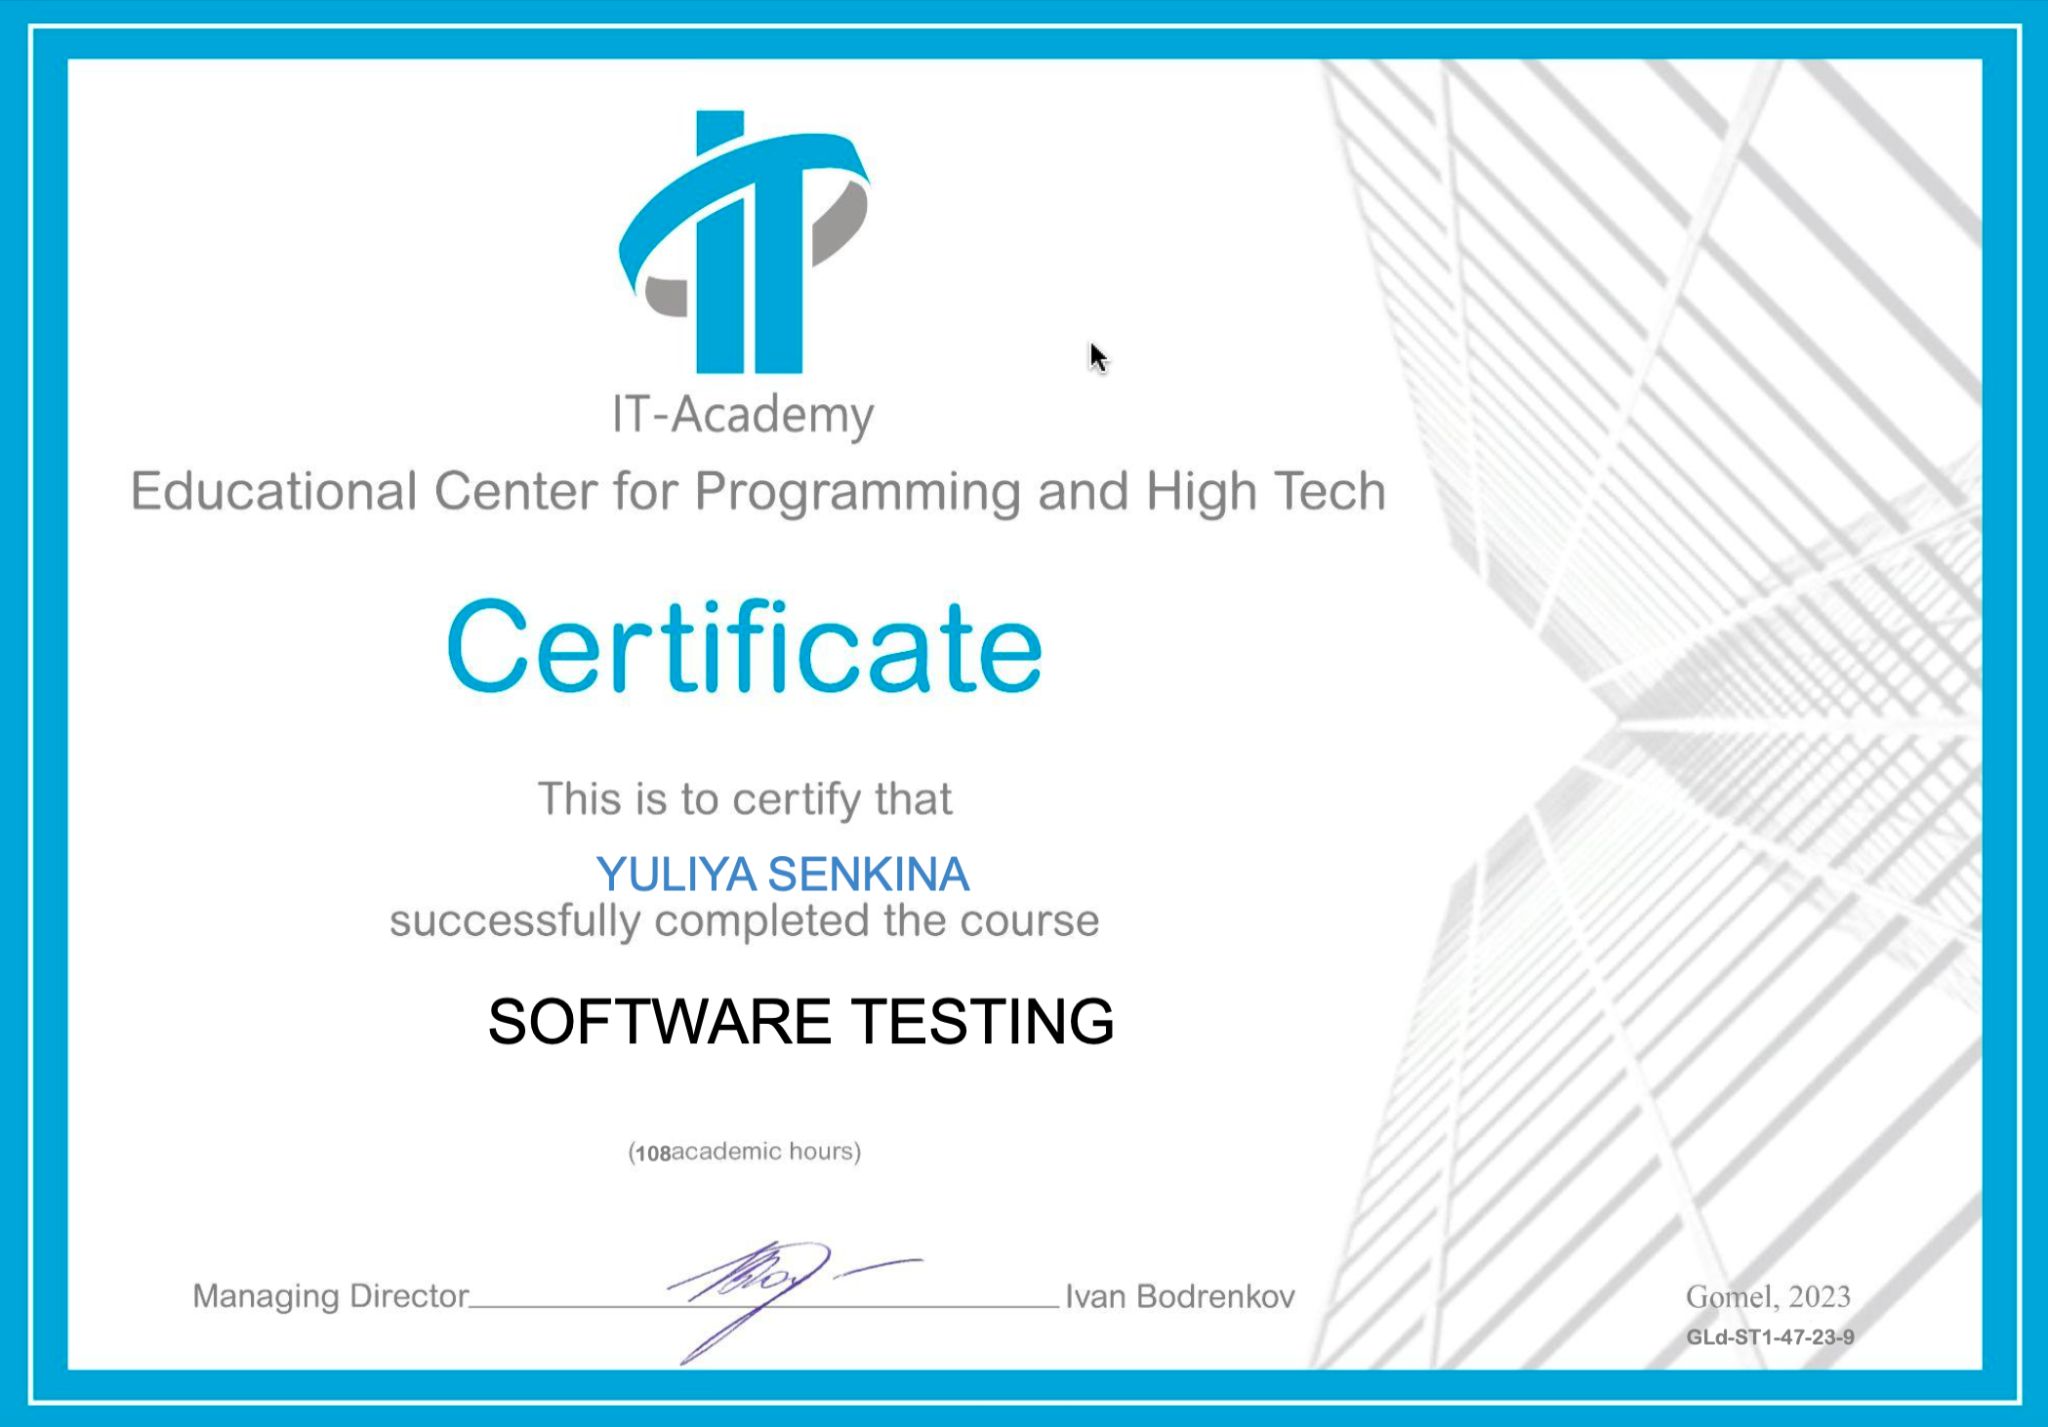 IT-Academy
Educational Center for Programming and High Tech
Certificate
This is to certify that
YULIYA SENKINA
successfully completed the course
SOFTWARE TESTING
(108academic hours)
Managing Director Ivan Bodrenkov
Gomel, 2023
GLd-ST1-47-23-9